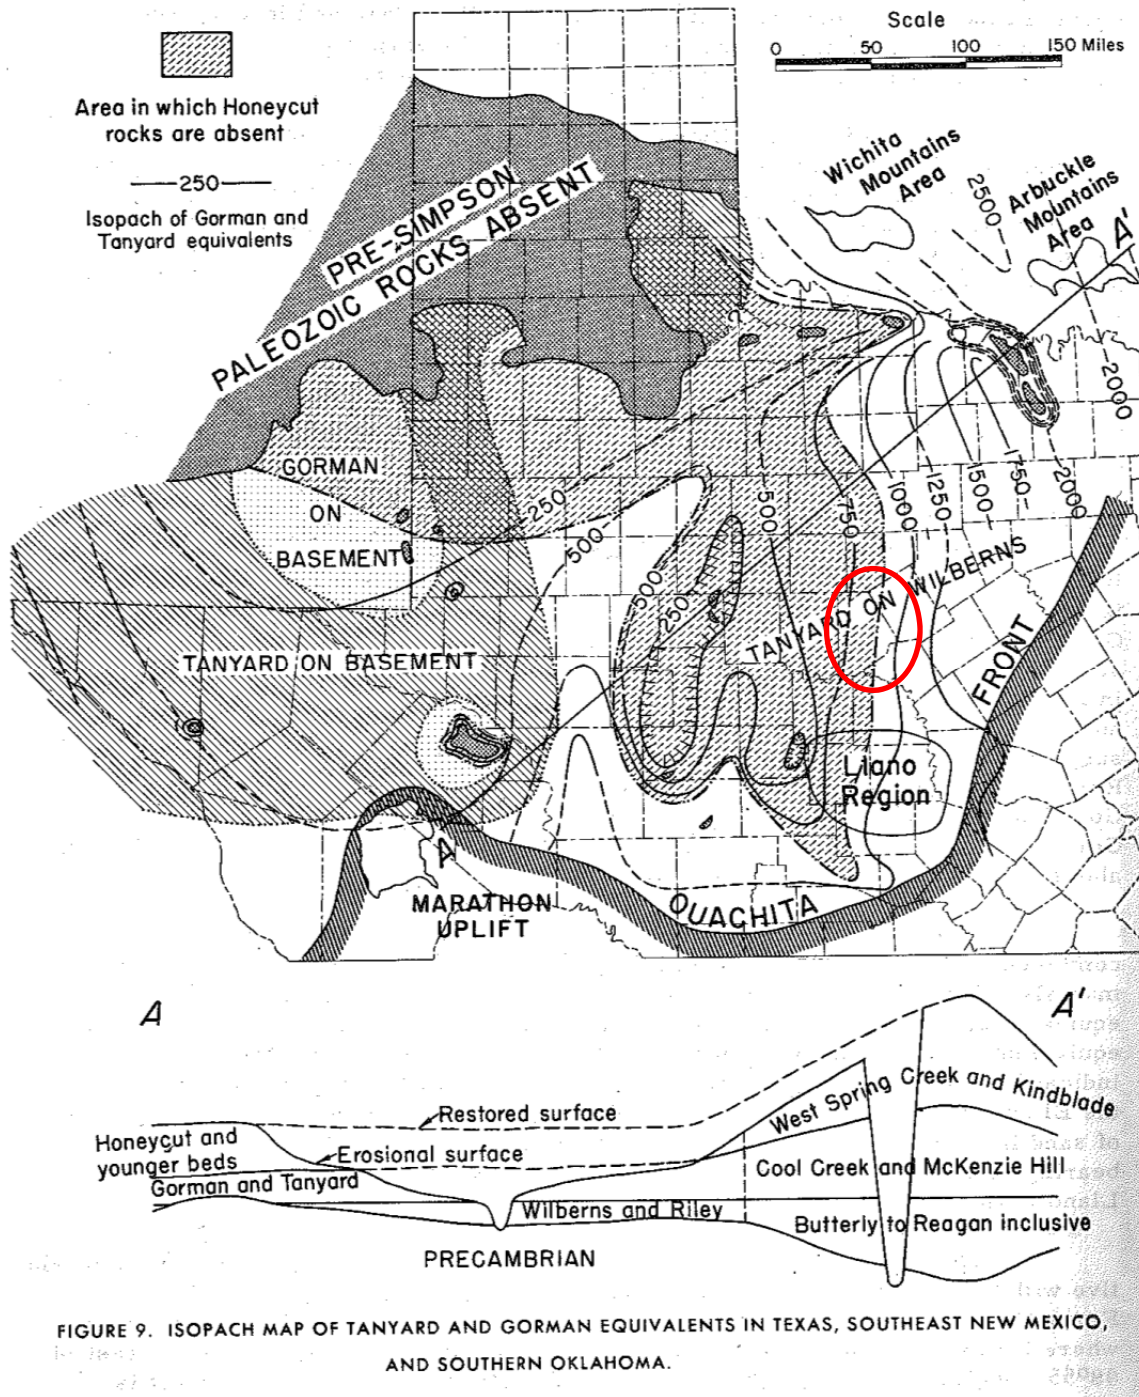 Scale
0 50 100 150 Miles
Area in which Honeycut
rocks are absent
250
Isopach of Gorman and
Tanyard equivalents
PRE-SIMPSON
PALEOZOIC ROCKS ABSENT
Wichita
Mountains
Area
2500
Arbuckle
Mountains
Area
A'
?
2000
GORMAN
ON
BASEMENT
250
500
500
250
500
750
1000
1250
1500
1750
2000
TANYARD ON WILBERNS
TANYARD ON BASEMENT
FRONT
Llano
Region
A
MARATHON
UPLIFT
OUACHITA
A
A'
Restored surface
Erosional surface
Honeycut and
younger beds
Gorman and Tanyard
West Spring Creek and Kindblade
Cool Creek and McKenzie Hill
Wilberns and Riley
Butterly to Reagan inclusive
PRECAMBRIAN
FIGURE 9. ISOPACH MAP OF TANYARD AND GORMAN EQUIVALENTS IN TEXAS, SOUTHEAST NEW MEXICO,
AND SOUTHERN OKLAHOMA.